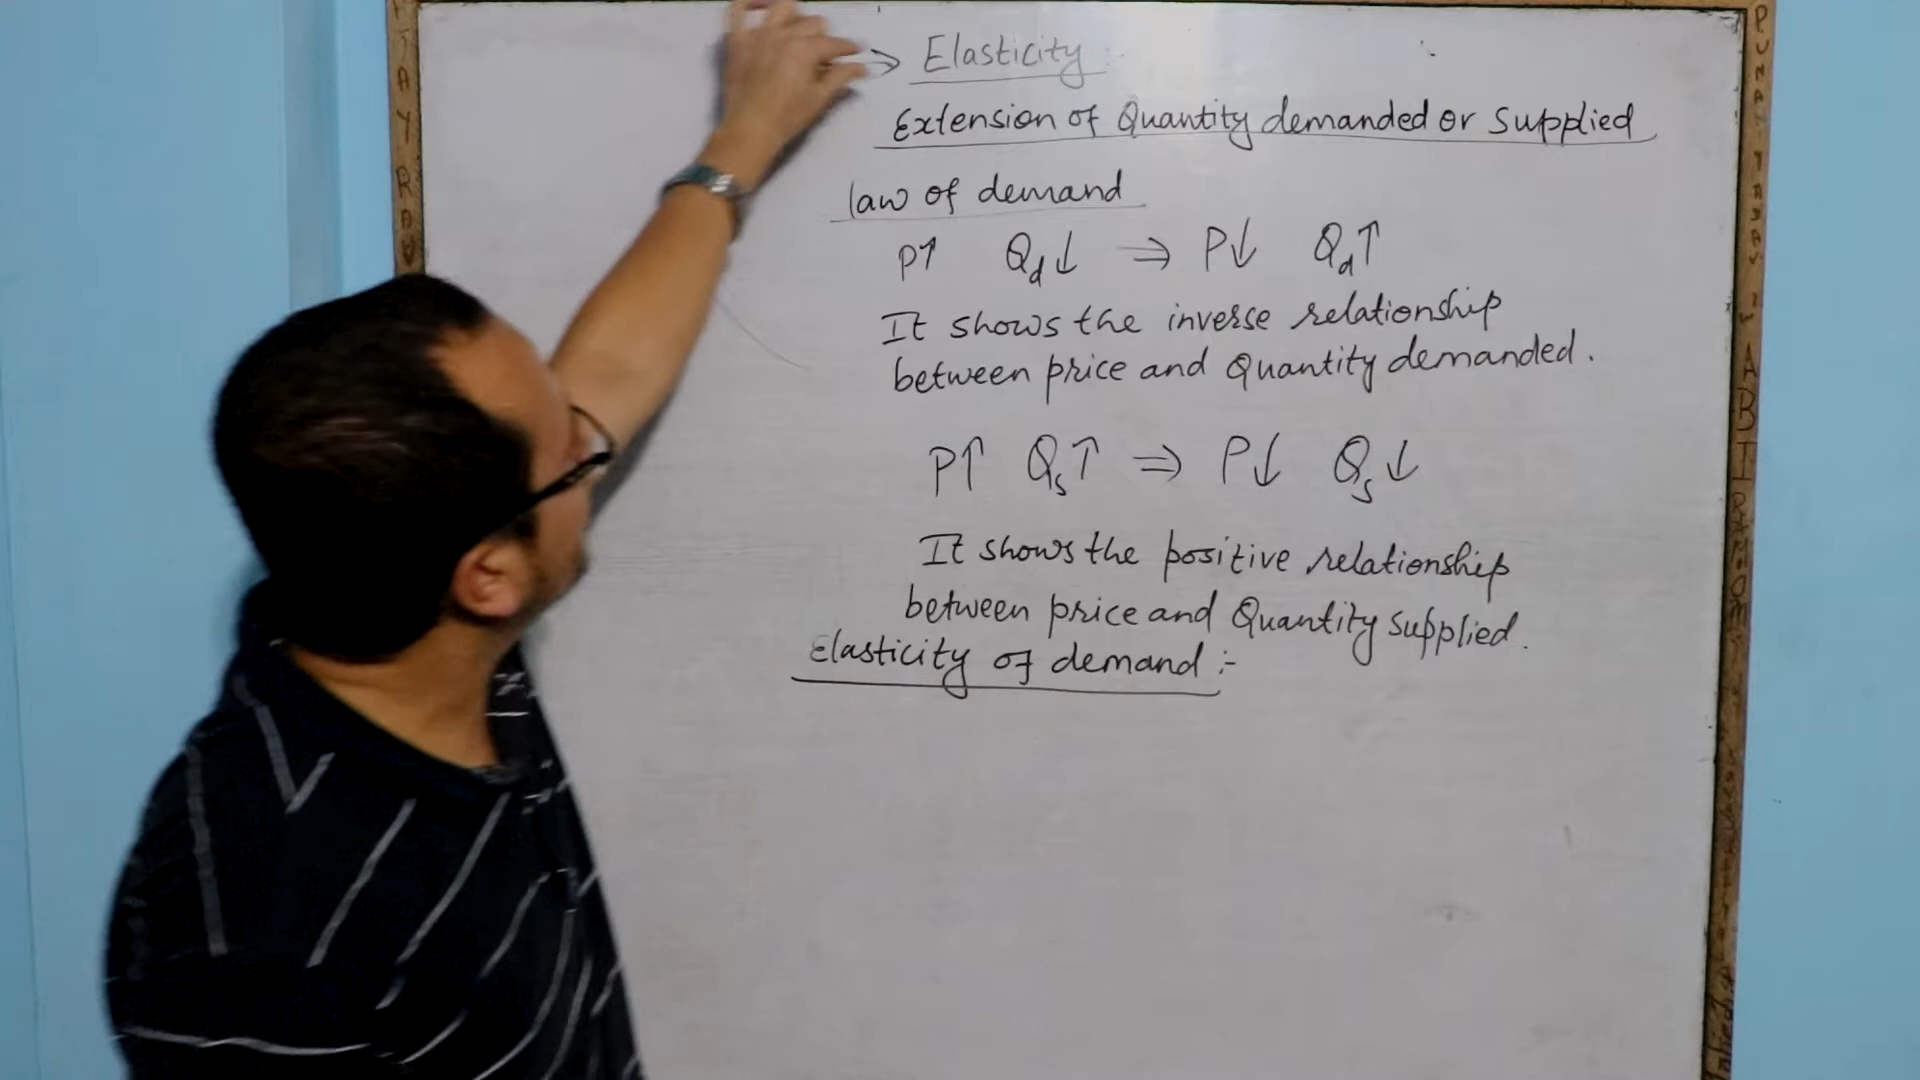 ⇒ Elasticity :
Extension of Quantity demanded or Supplied
law of demand
P↑ Qd↓ ⇒ P↓ Qd↑
It shows the inverse relationship
between price and Quantity demanded.
P↑ Qs↑ ⇒ P↓ Qs↓
It shows the positive relationship
between price and Quantity supplied.
Elasticity of demand :-